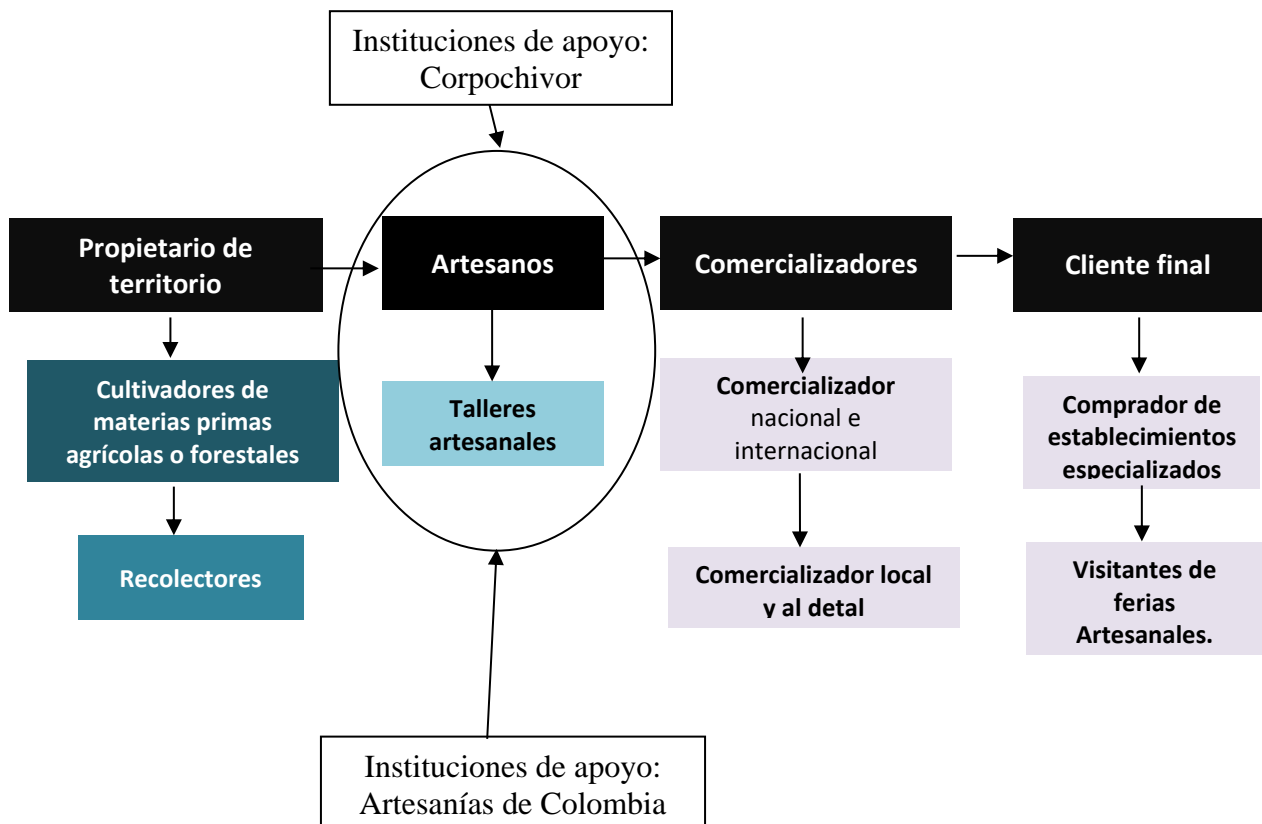 Instituciones de apoyo:
Corpochivor
Propietario de
territorio
Artesanos
Comercializadores
Cliente final
Cultivadores de
materias primas
agrícolas o forestales
Talleres
artesanales
Comercializador
nacional e
internacional
Comprador de
establecimientos
especializados
Recolectores
Comercializador local
y al detal
Visitantes de
ferias
Artesanales.
Instituciones de apoyo:
Artesanías de Colombia